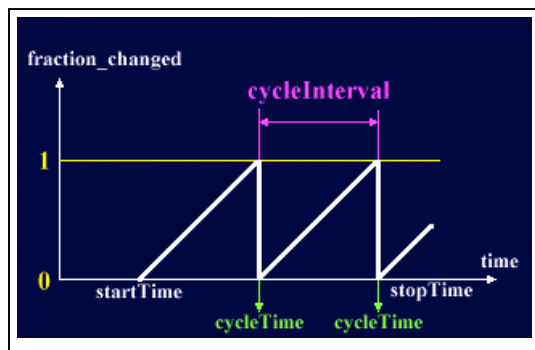 fraction_changed
cycleInterval
1
time
0
startTime
stopTime
cycleTime
cycleTime